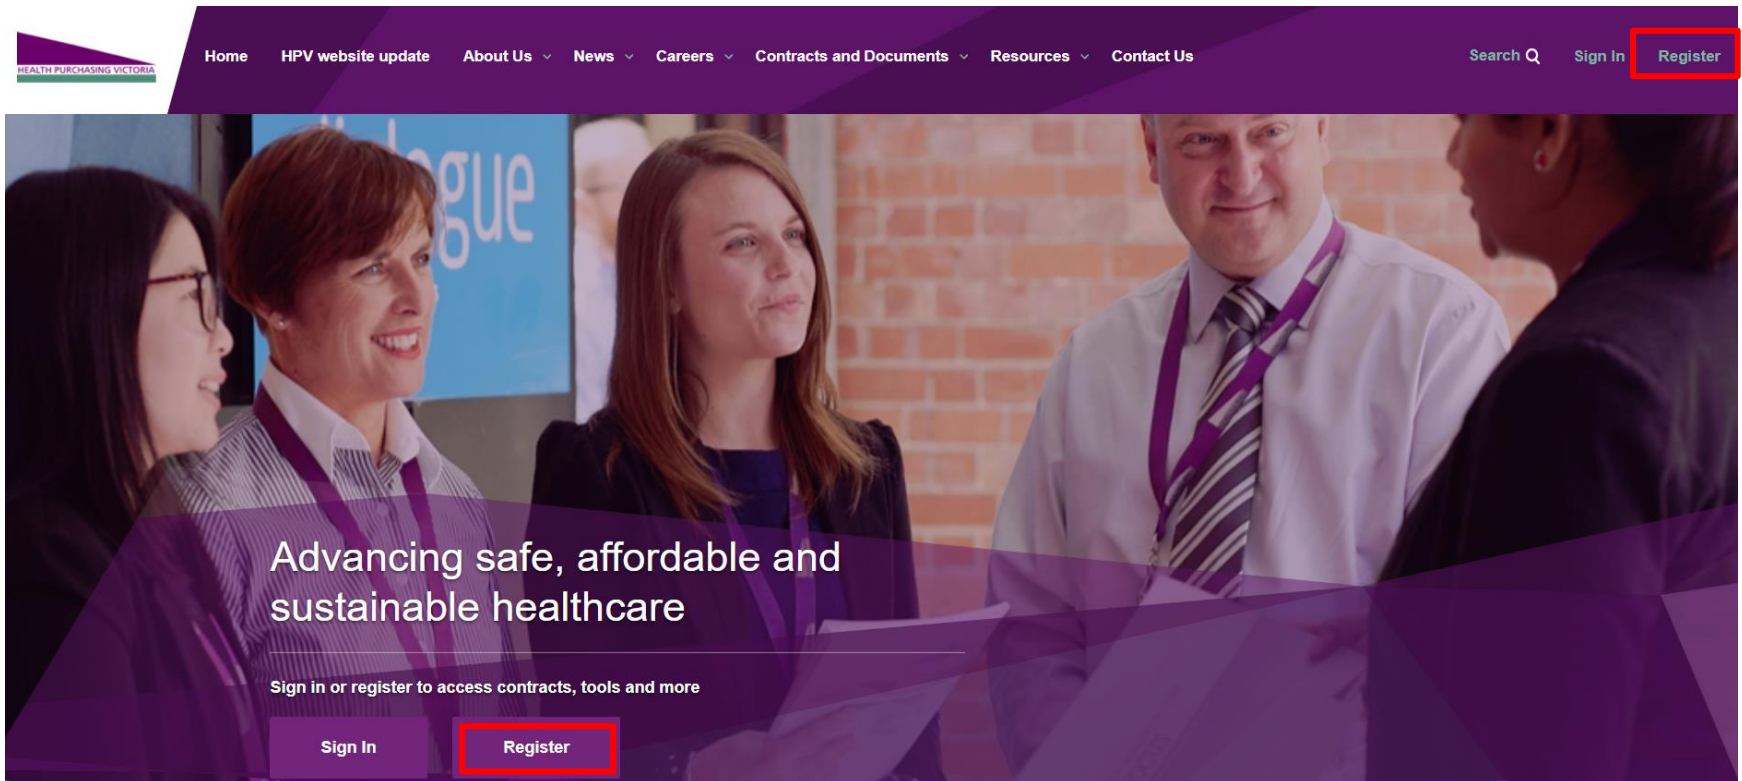 HEALTH PURCHASING VICTORIA
Home HPV website update About Us News Careers Contracts and Documents Resources Contact Us Search Sign In Register
Advancing safe, affordable and
sustainable healthcare
Sign in or register to access contracts, tools and more
Sign In Register